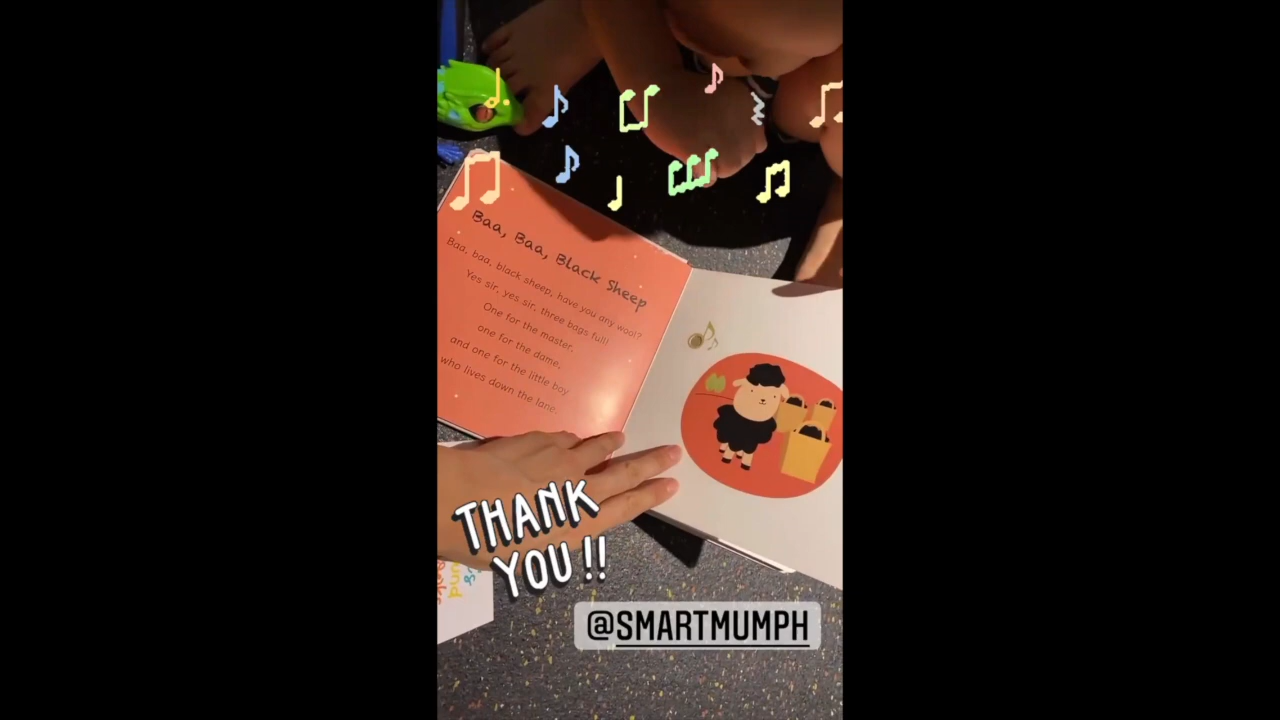 Baa, Baa, Black Sheep
Baa, baa, black sheep, have you any wool?
Yes sir, yes sir, three bags full!
One for the master,
one for the dame,
and one for the little boy
who lives down the lane.
THANK
YOU!!
@SMARTMUMPH